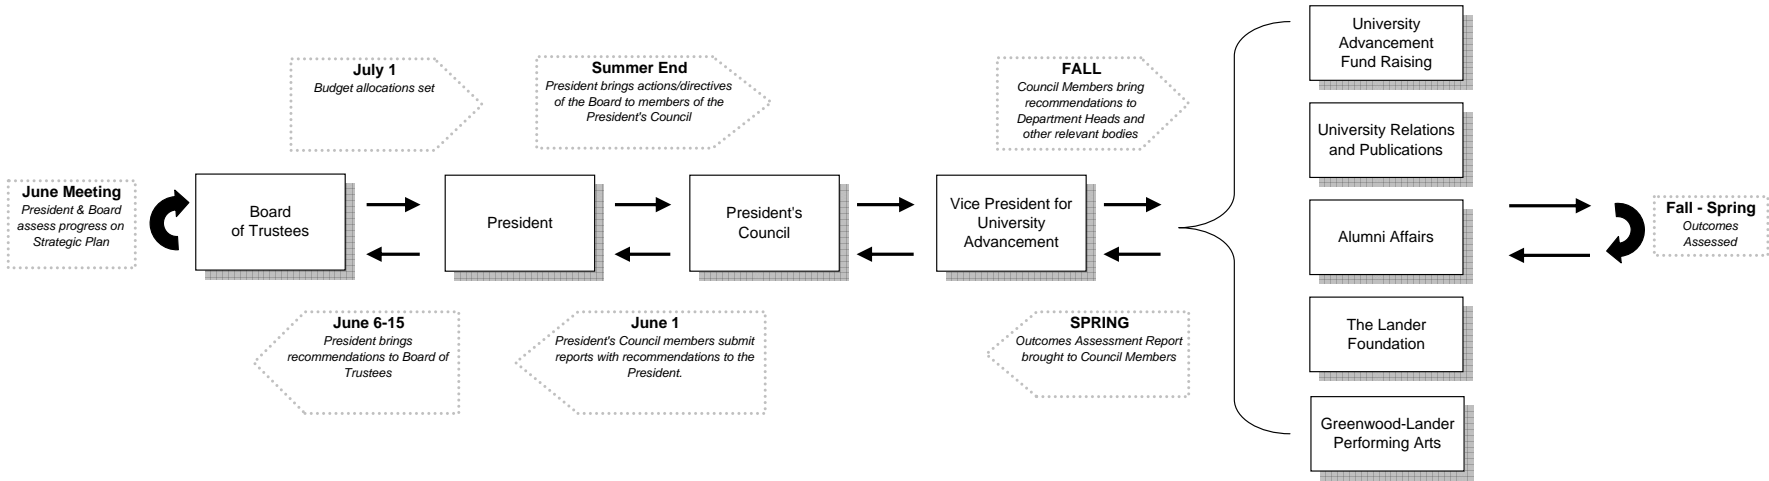 July 1
Budget allocations set
Summer End
President brings actions/directives
of the Board to members of the
President's Council
FALL
Council Members bring
recommendations to
Department Heads and
other relevant bodies
June Meeting
President & Board
assess progress on
Strategic Plan
Board
of Trustees
President
President's
Council
Vice President for
University
Advancement
University
Advancement
Fund Raising
University Relations
and Publications
Alumni Affairs
The Lander
Foundation
Greenwood-Lander
Performing Arts
Fall - Spring
Outcomes
Assessed
June 6-15
President brings
recommendations to Board of
Trustees
June 1
President's Council members submit
reports with recommendations to the
President.
SPRING
Outcomes Assessment Report
brought to Council Members